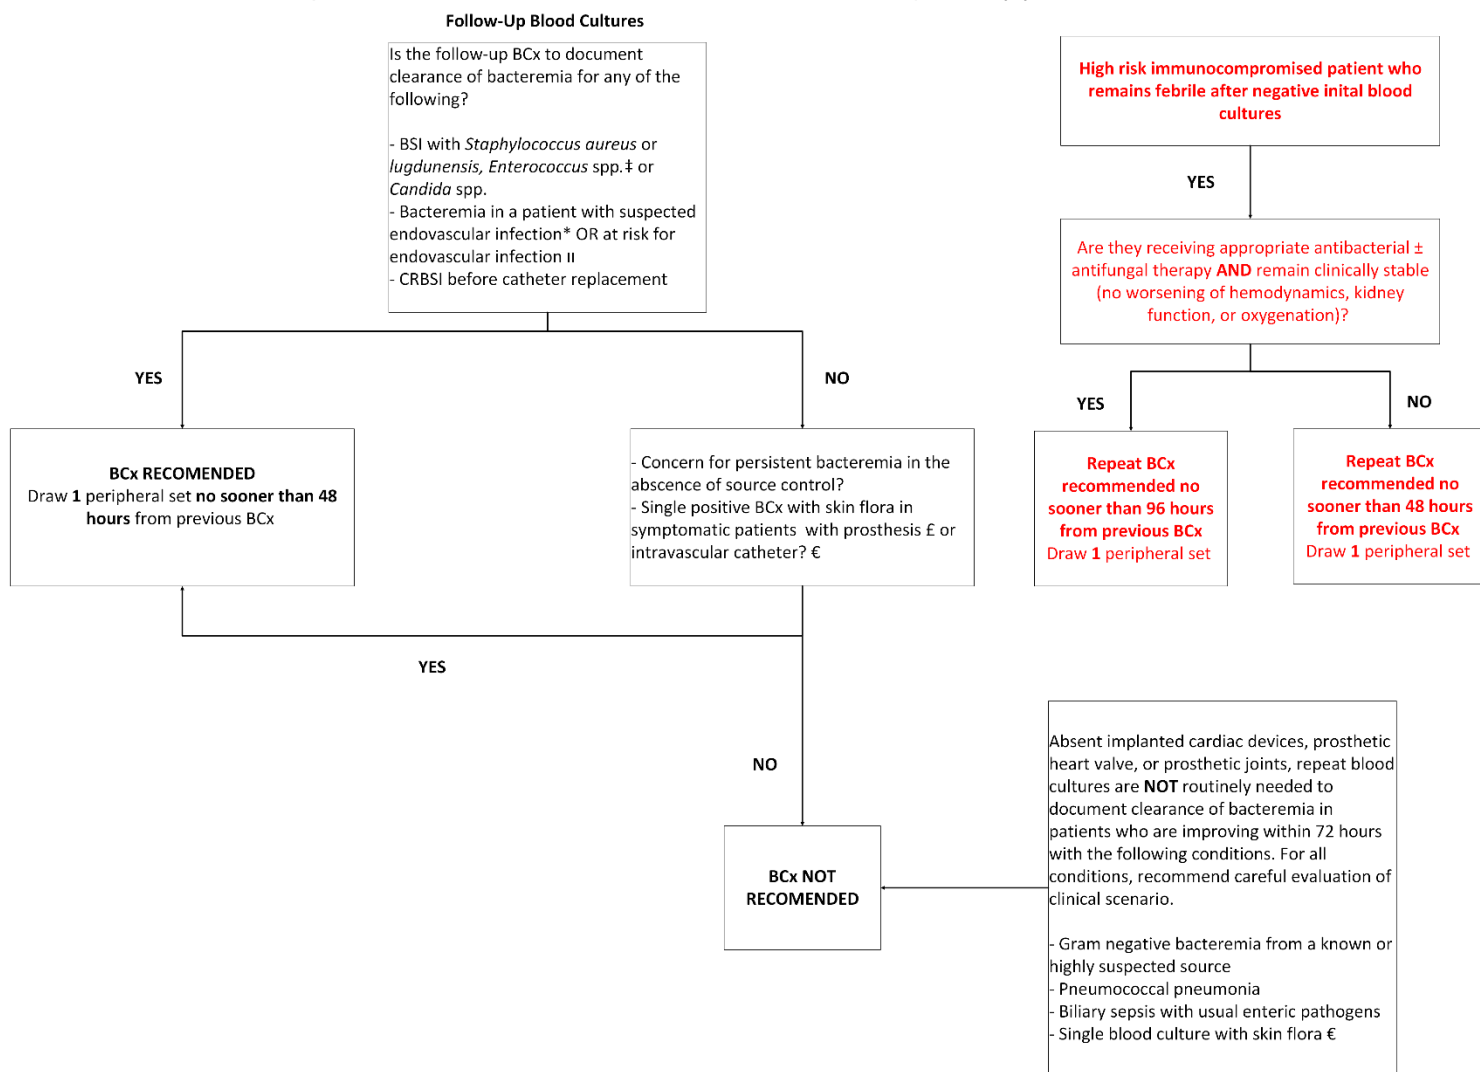 Follow-Up Blood Cultures
Is the follow-up BCx to document
clearance of bacteremia for any of the
following?
- BSI with Staphylococcus aureus or
lugdunensis, Enterococcus spp.‡ or
Candida spp.
- Bacteremia in a patient with suspected
endovascular infection* OR at risk for
endovascular infection ıı
- CRBSI before catheter replacement
YES
NO
BCx RECOMENDED
Draw 1 peripheral set no sooner than 48
hours from previous BCx
- Concern for persistent bacteremia in the
abscence of source control?
- Single positive BCx with skin flora in
symptomatic patients with prosthesis £ or
intravascular catheter? €
YES
NO
BCx NOT
RECOMENDED
High risk immunocompromised patient who
remains febrile after negative inital blood
cultures
YES
Are they receiving appropriate antibacterial ±
antifungal therapy AND remain clinically stable
(no worsening of hemodynamics, kidney
function, or oxygenation)?
YES
NO
Repeat BCx
recommended no
sooner than 96 hours
from previous BCx
Draw 1 peripheral set
Repeat BCx
recommended no
sooner than 48 hours
from previous BCx
Draw 1 peripheral set
Absent implanted cardiac devices, prosthetic
heart valve, or prosthetic joints, repeat blood
cultures are NOT routinely needed to
document clearance of bacteremia in
patients who are improving within 72 hours
with the following conditions. For all
conditions, recommend careful evaluation of
clinical scenario.
- Gram negative bacteremia from a known or
highly suspected source
- Pneumococcal pneumonia
- Biliary sepsis with usual enteric pathogens
- Single blood culture with skin flora €